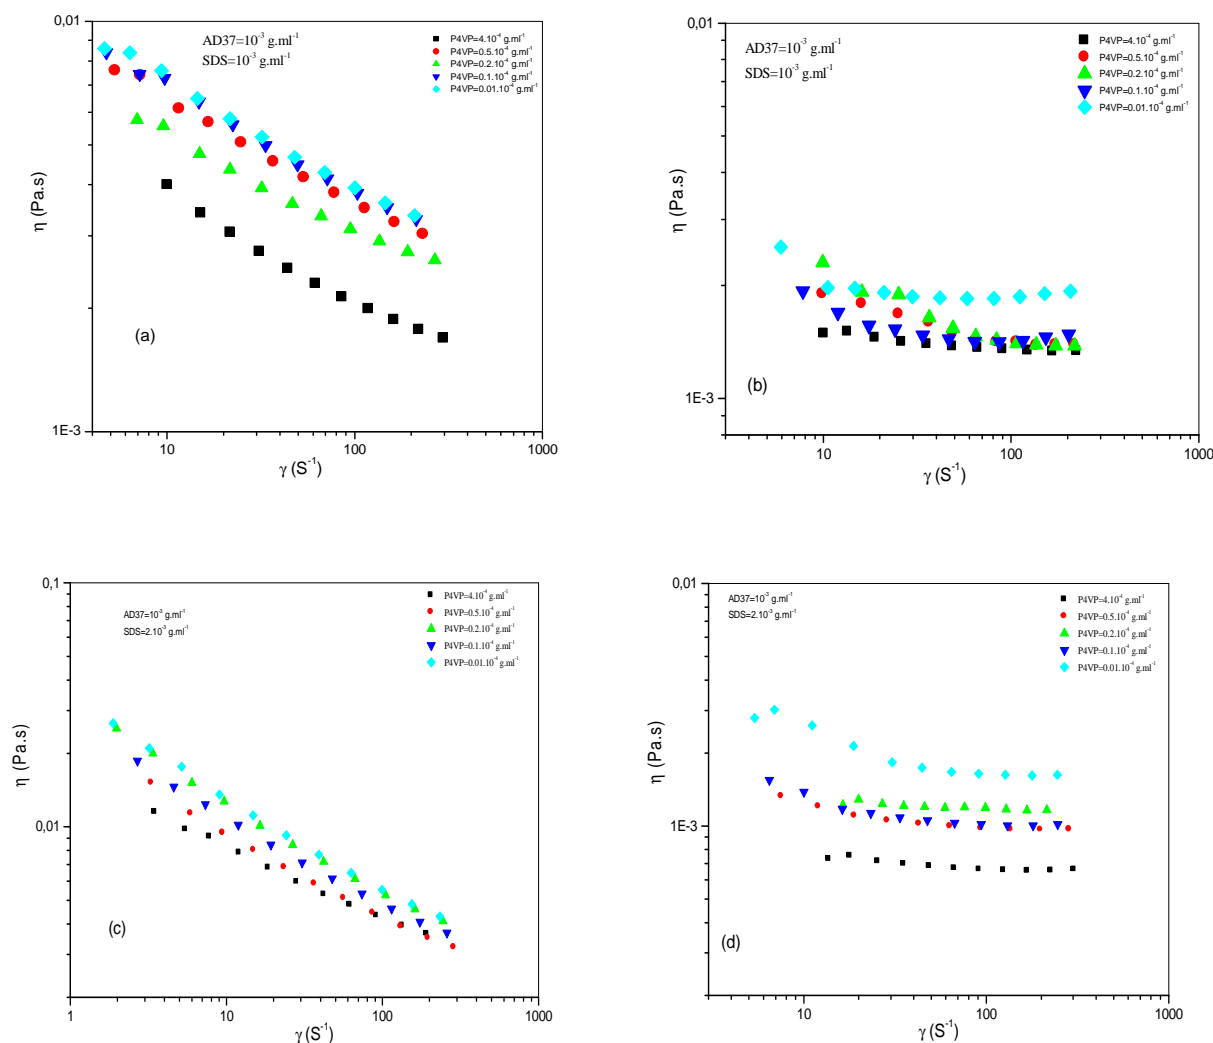 0,01
AD37=10⁻³ g.ml⁻¹
SDS=10⁻³ g.ml⁻¹
P4VP=4.10⁻⁴ g.ml⁻¹
P4VP=0.5.10⁻⁴ g.ml⁻¹
P4VP=0.2.10⁻⁴ g.ml⁻¹
P4VP=0.1.10⁻⁴ g.ml⁻¹
P4VP=0.01.10⁻⁴ g.ml⁻¹
η (Pa.s)
(a)
1E-3
10 100 1000
γ (S⁻¹)
0,01
AD37=10⁻³ g.ml⁻¹
SDS=10⁻³ g.ml⁻¹
P4VP=4.10⁻⁴ g.ml⁻¹
P4VP=0.5.10⁻⁴ g.ml⁻¹
P4VP=0.2.10⁻⁴ g.ml⁻¹
P4VP=0.1.10⁻⁴ g.ml⁻¹
P4VP=0.01.10⁻⁴ g.ml⁻¹
η (Pa.s)
(b)
1E-3
10 100 1000
γ (S⁻¹)
0,1
AD37=10⁻³ g.ml⁻¹
SDS=2.10⁻³ g.ml⁻¹
P4VP=4.10⁻⁴ g.ml⁻¹
P4VP=0.5.10⁻⁴ g.ml⁻¹
P4VP=0.2.10⁻⁴ g.ml⁻¹
P4VP=0.1.10⁻⁴ g.ml⁻¹
P4VP=0.01.10⁻⁴ g.ml⁻¹
η (Pa.s)
0,01
(c)
1 10 100 1000
γ (S⁻¹)
0,01
AD37=10⁻³ g.ml⁻¹
SDS=2.10⁻³ g.ml⁻¹
P4VP=4.10⁻⁴ g.ml⁻¹
P4VP=0.5.10⁻⁴ g.ml⁻¹
P4VP=0.2.10⁻⁴ g.ml⁻¹
P4VP=0.1.10⁻⁴ g.ml⁻¹
P4VP=0.01.10⁻⁴ g.ml⁻¹
η (Pa.s)
1E-3
(d)
10 100 1000
γ (S⁻¹)